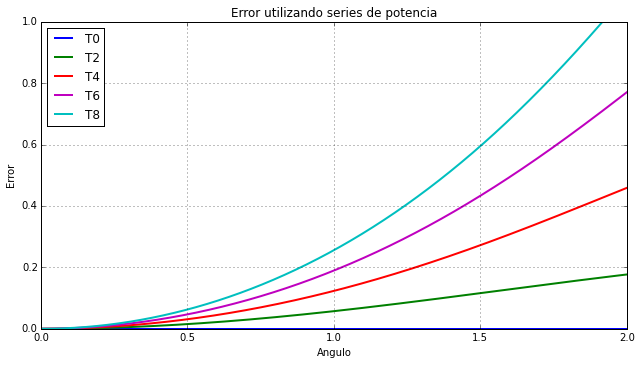 Error utilizando series de potencia
1.0
0.8
0.6
0.4
0.2
0.0
Error
T0
T2
T4
T6
T8
0.0 0.5 1.0 1.5 2.0
Angulo